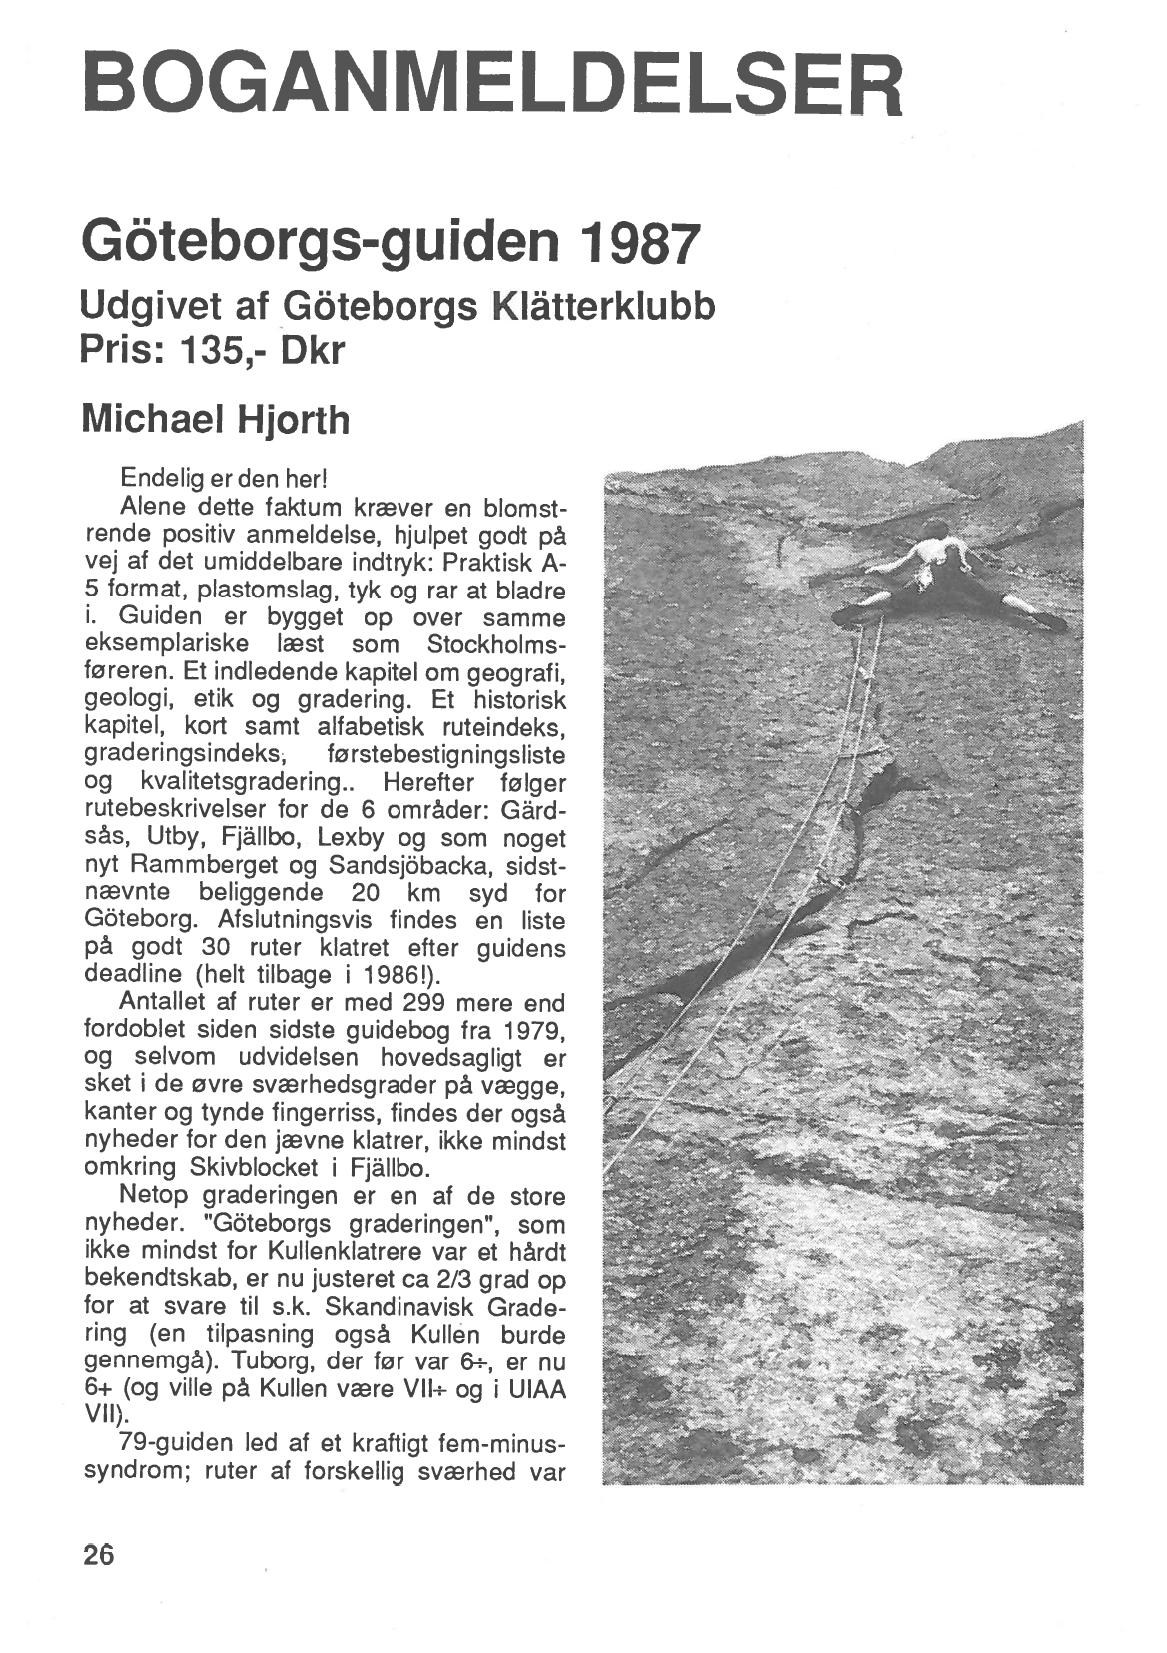 BOGANMELDELSER
Göteborgs-guiden 1987
Udgivet af Göteborgs Klätterklubb
Pris: 135,- Dkr
Michael Hjorth
Endelig er den her!
Alene dette faktum kræver en blomst-
rende positiv anmeldelse, hjulpet godt på
vej af det umiddelbare indtryk: Praktisk A-
5 format, plastomslag, tyk og rar at bladre
i. Guiden er bygget op over samme
eksemplariske læst som Stockholms-
føreren. Et indledende kapitel om geografi,
geologi, etik og gradering. Et historisk
kapitel, kort samt alfabetisk ruteindeks,
graderingsindeks, førstebestigningsliste
og kvalitetsgradering.. Herefter følger
rutebeskrivelser for de 6 områder: Gärd-
sås, Utby, Fjällbo, Lexby og som noget
nyt Rammberget og Sandsjöbacka, sidst-
nævnte beliggende 20 km syd for
Göteborg. Afslutningsvis findes en liste
på godt 30 ruter klatret efter guidens
deadline (helt tilbage i 1986!).
Antallet af ruter er med 299 mere end
fordoblet siden sidste guidebog fra 1979,
og selvom udvidelsen hovedsagligt er
sket i de øvre sværhedsgrader på vægge,
kanter og tynde fingerriss, findes der også
nyheder for den jævne klatrer, ikke mindst
omkring Skivblocket i Fjällbo.
Netop graderingen er en af de store
nyheder. "Göteborgs graderingen", som
ikke mindst for Kullenklatrere var et hårdt
bekendtskab, er nu justeret ca 2/3 grad op
for at svare til s.k. Skandinavisk Grade-
ring (en tilpasning også Kullen burde
gennemgå). Tuborg, der før var 6÷, er nu
6+ (og ville på Kullen være VII÷ og i UIAA
VII).
79-guiden led af et kraftigt fem-minus-
syndrom; ruter af forskellig sværhed var
26